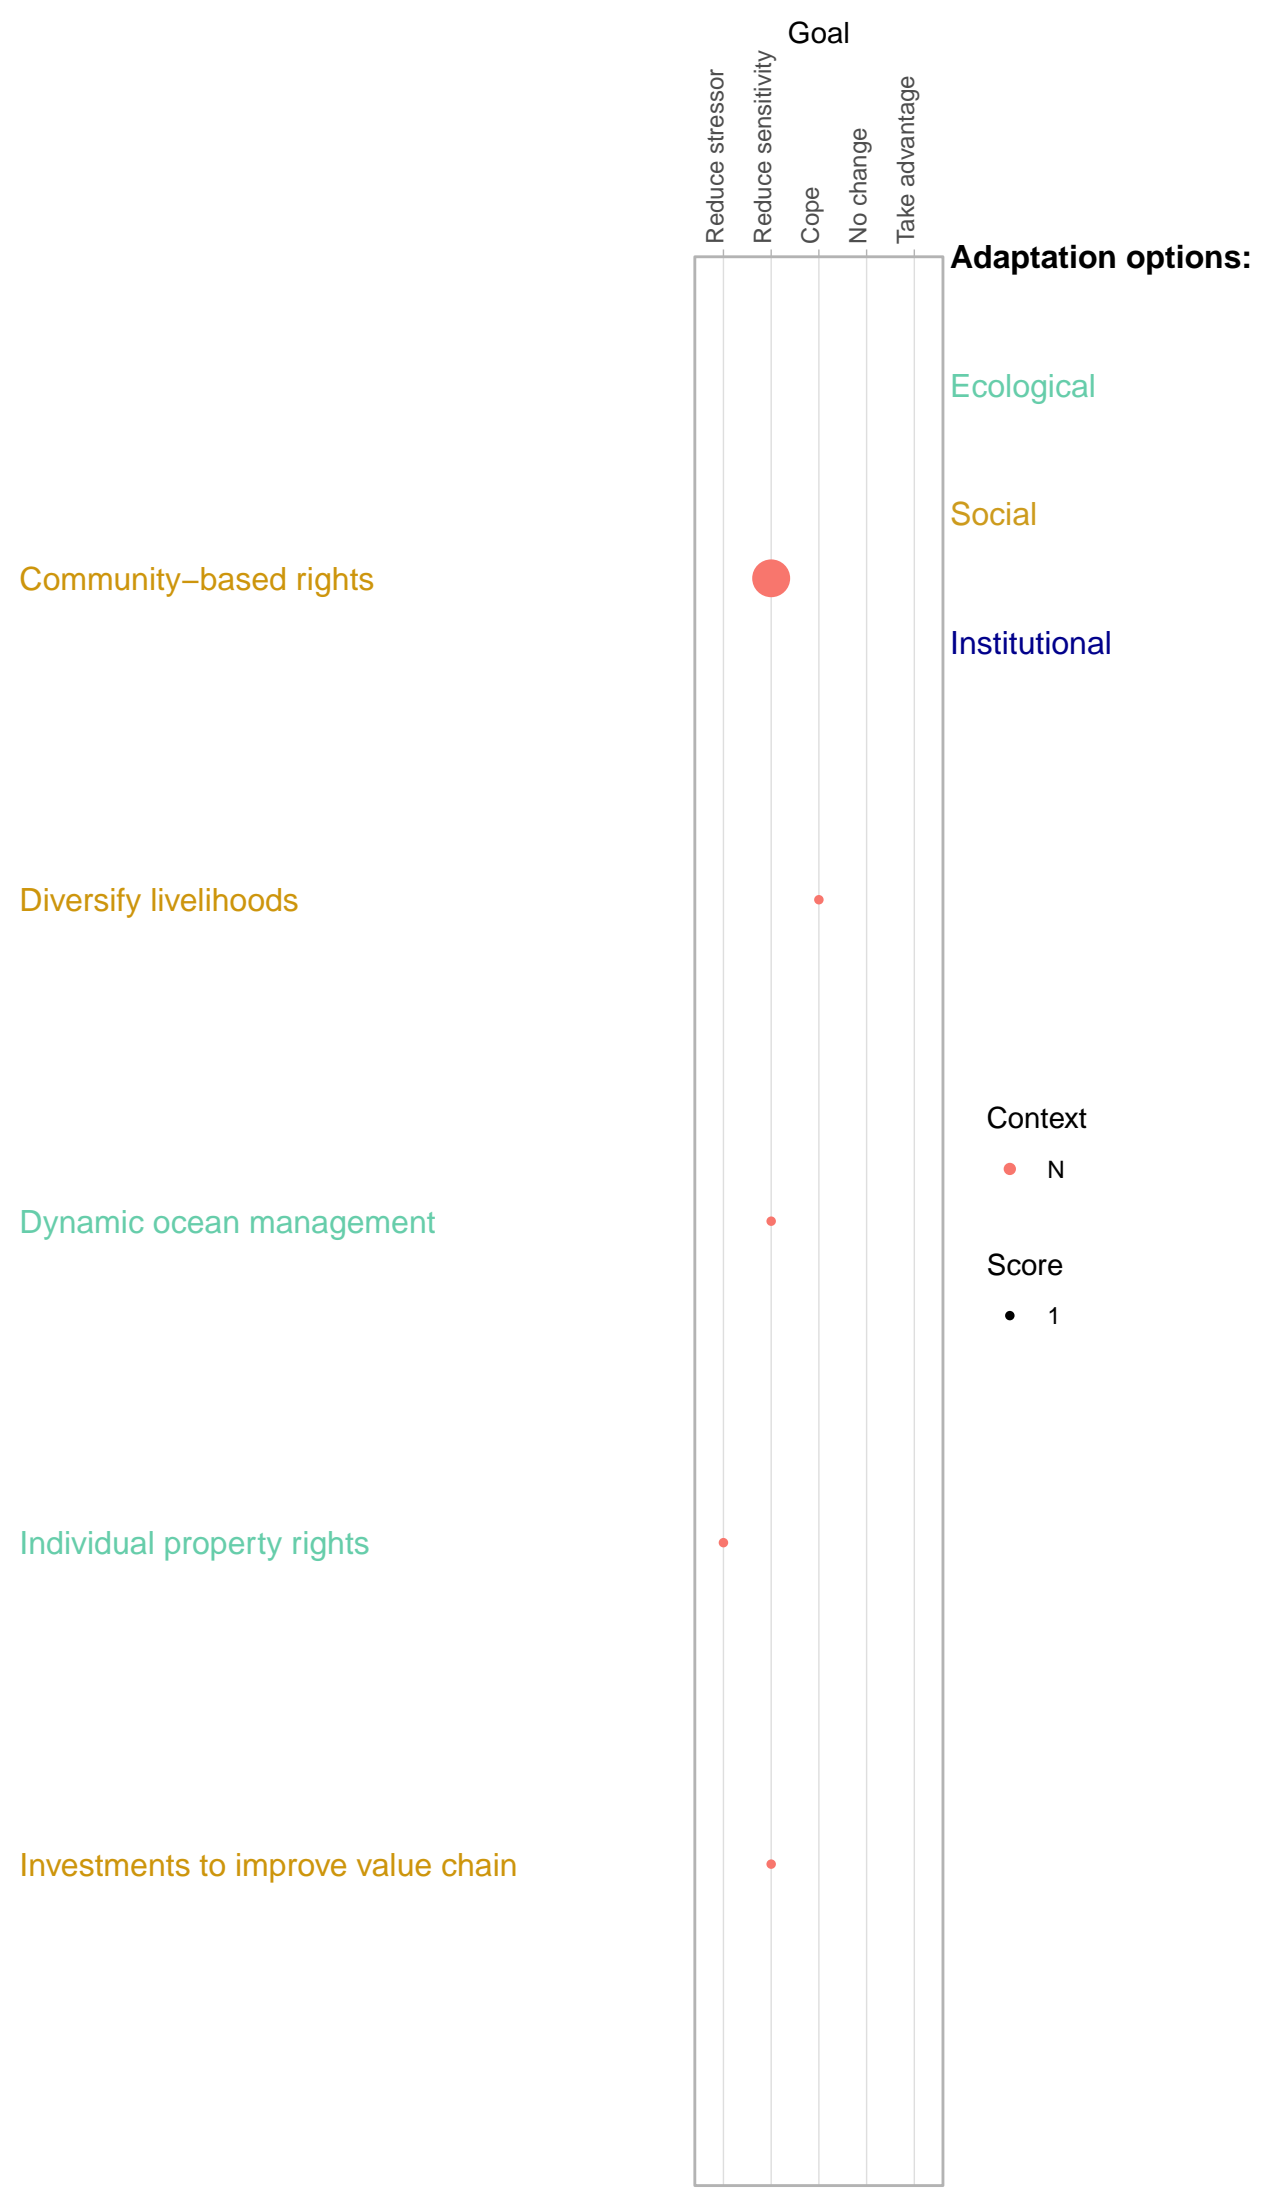 Goal
Reduce stressor
Reduce sensitivity
Cope
No change
Take advantage
Adaptation options:
Ecological
Social
Community−based rights
Institutional
Diversify livelihoods
Context
N
Dynamic ocean management
Score
1
Individual property rights
Investments to improve value chain